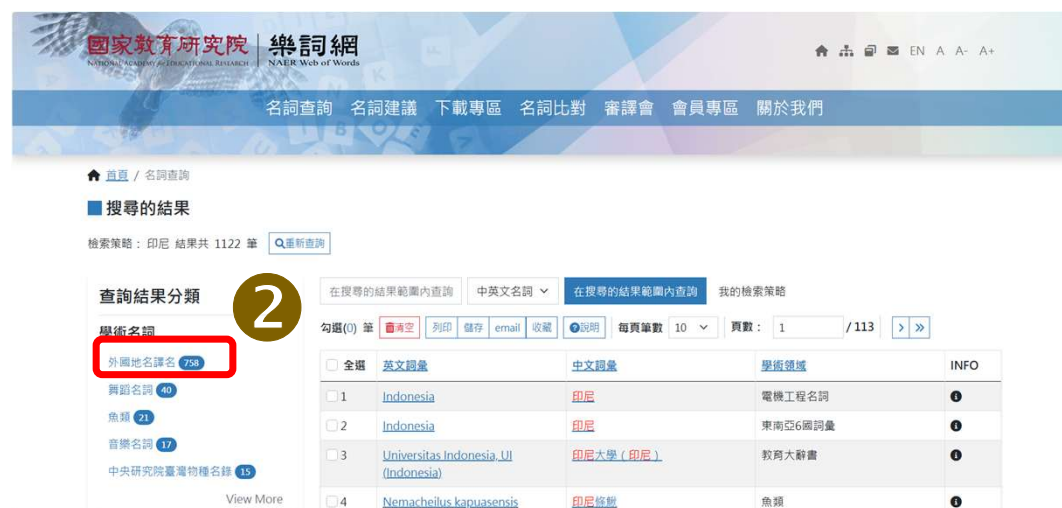 國家教育研究院 樂詞網
NATIONAL ACADEMY for EDUCATIONAL RESEARCH NAER Web of Words
EN A A- A+
名詞查詢 名詞建議 下載專區 名詞比對 審譯會 會員專區 關於我們
首頁 / 名詞查詢
搜尋的結果
檢索策略： 印尼 結果共 1122 筆 重新查詢
查詢結果分類
學術名詞
外國地名譯名 758
舞蹈名詞 40
魚類 21
音樂名詞 17
中央研究院臺灣物種名錄 15
View More
2
在搜尋的結果範圍內查詢 中英文名詞 在搜尋的結果範圍內查詢 我的檢索策略
勾選(0) 筆 清空 列印 儲存 email 收藏 說明 每頁筆數 10 頁數： 1 / 113 > »
全選 英文詞彙 中文詞彙 學術領域 INFO
1 Indonesia 印尼 電機工程名詞
2 Indonesia 印尼 東南亞6國詞彙
3 Universitas Indonesia, UI (Indonesia) 印尼大學（印尼） 教育大辭書
4 Nemacheilus kapuasensis 印尼條鰍 魚類